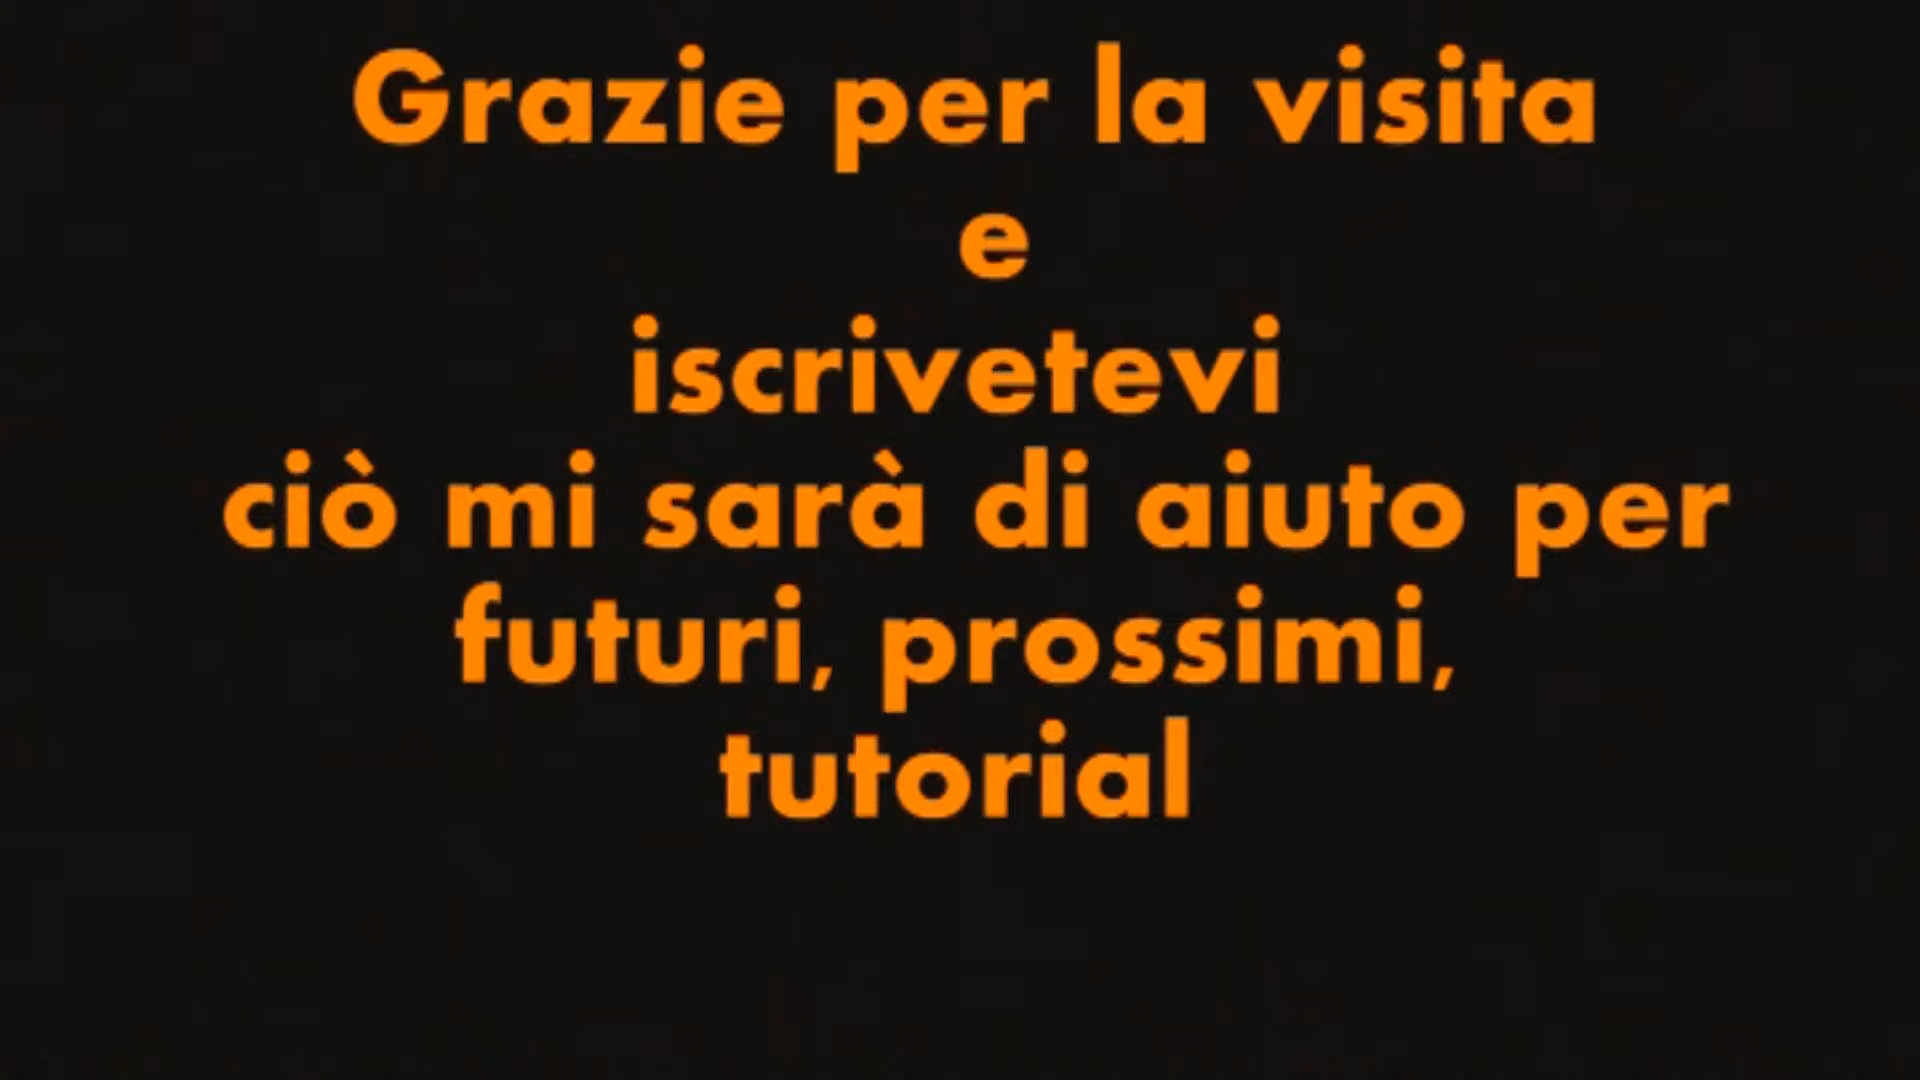 Grazie per la visita
e
iscrivetevi
ciò mi sarà di aiuto per
futuri, prossimi,
tutorial